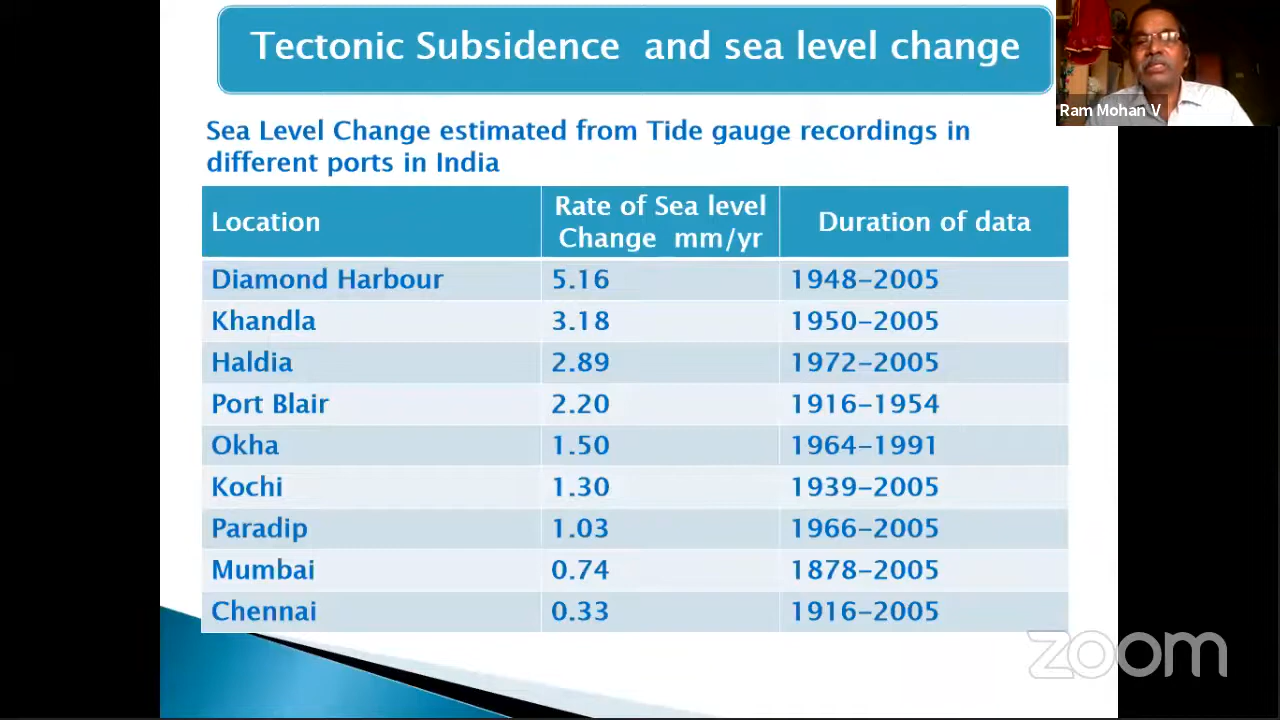 Tectonic Subsidence and sea level change
Ram Mohan V
Sea Level Change estimated from Tide gauge recordings in
different ports in India
Location Rate of Sea level Change mm/yr Duration of data
Diamond Harbour 5.16 1948-2005
Khandla 3.18 1950-2005
Haldia 2.89 1972-2005
Port Blair 2.20 1916-1954
Okha 1.50 1964-1991
Kochi 1.30 1939-2005
Paradip 1.03 1966-2005
Mumbai 0.74 1878-2005
Chennai 0.33 1916-2005
zoom